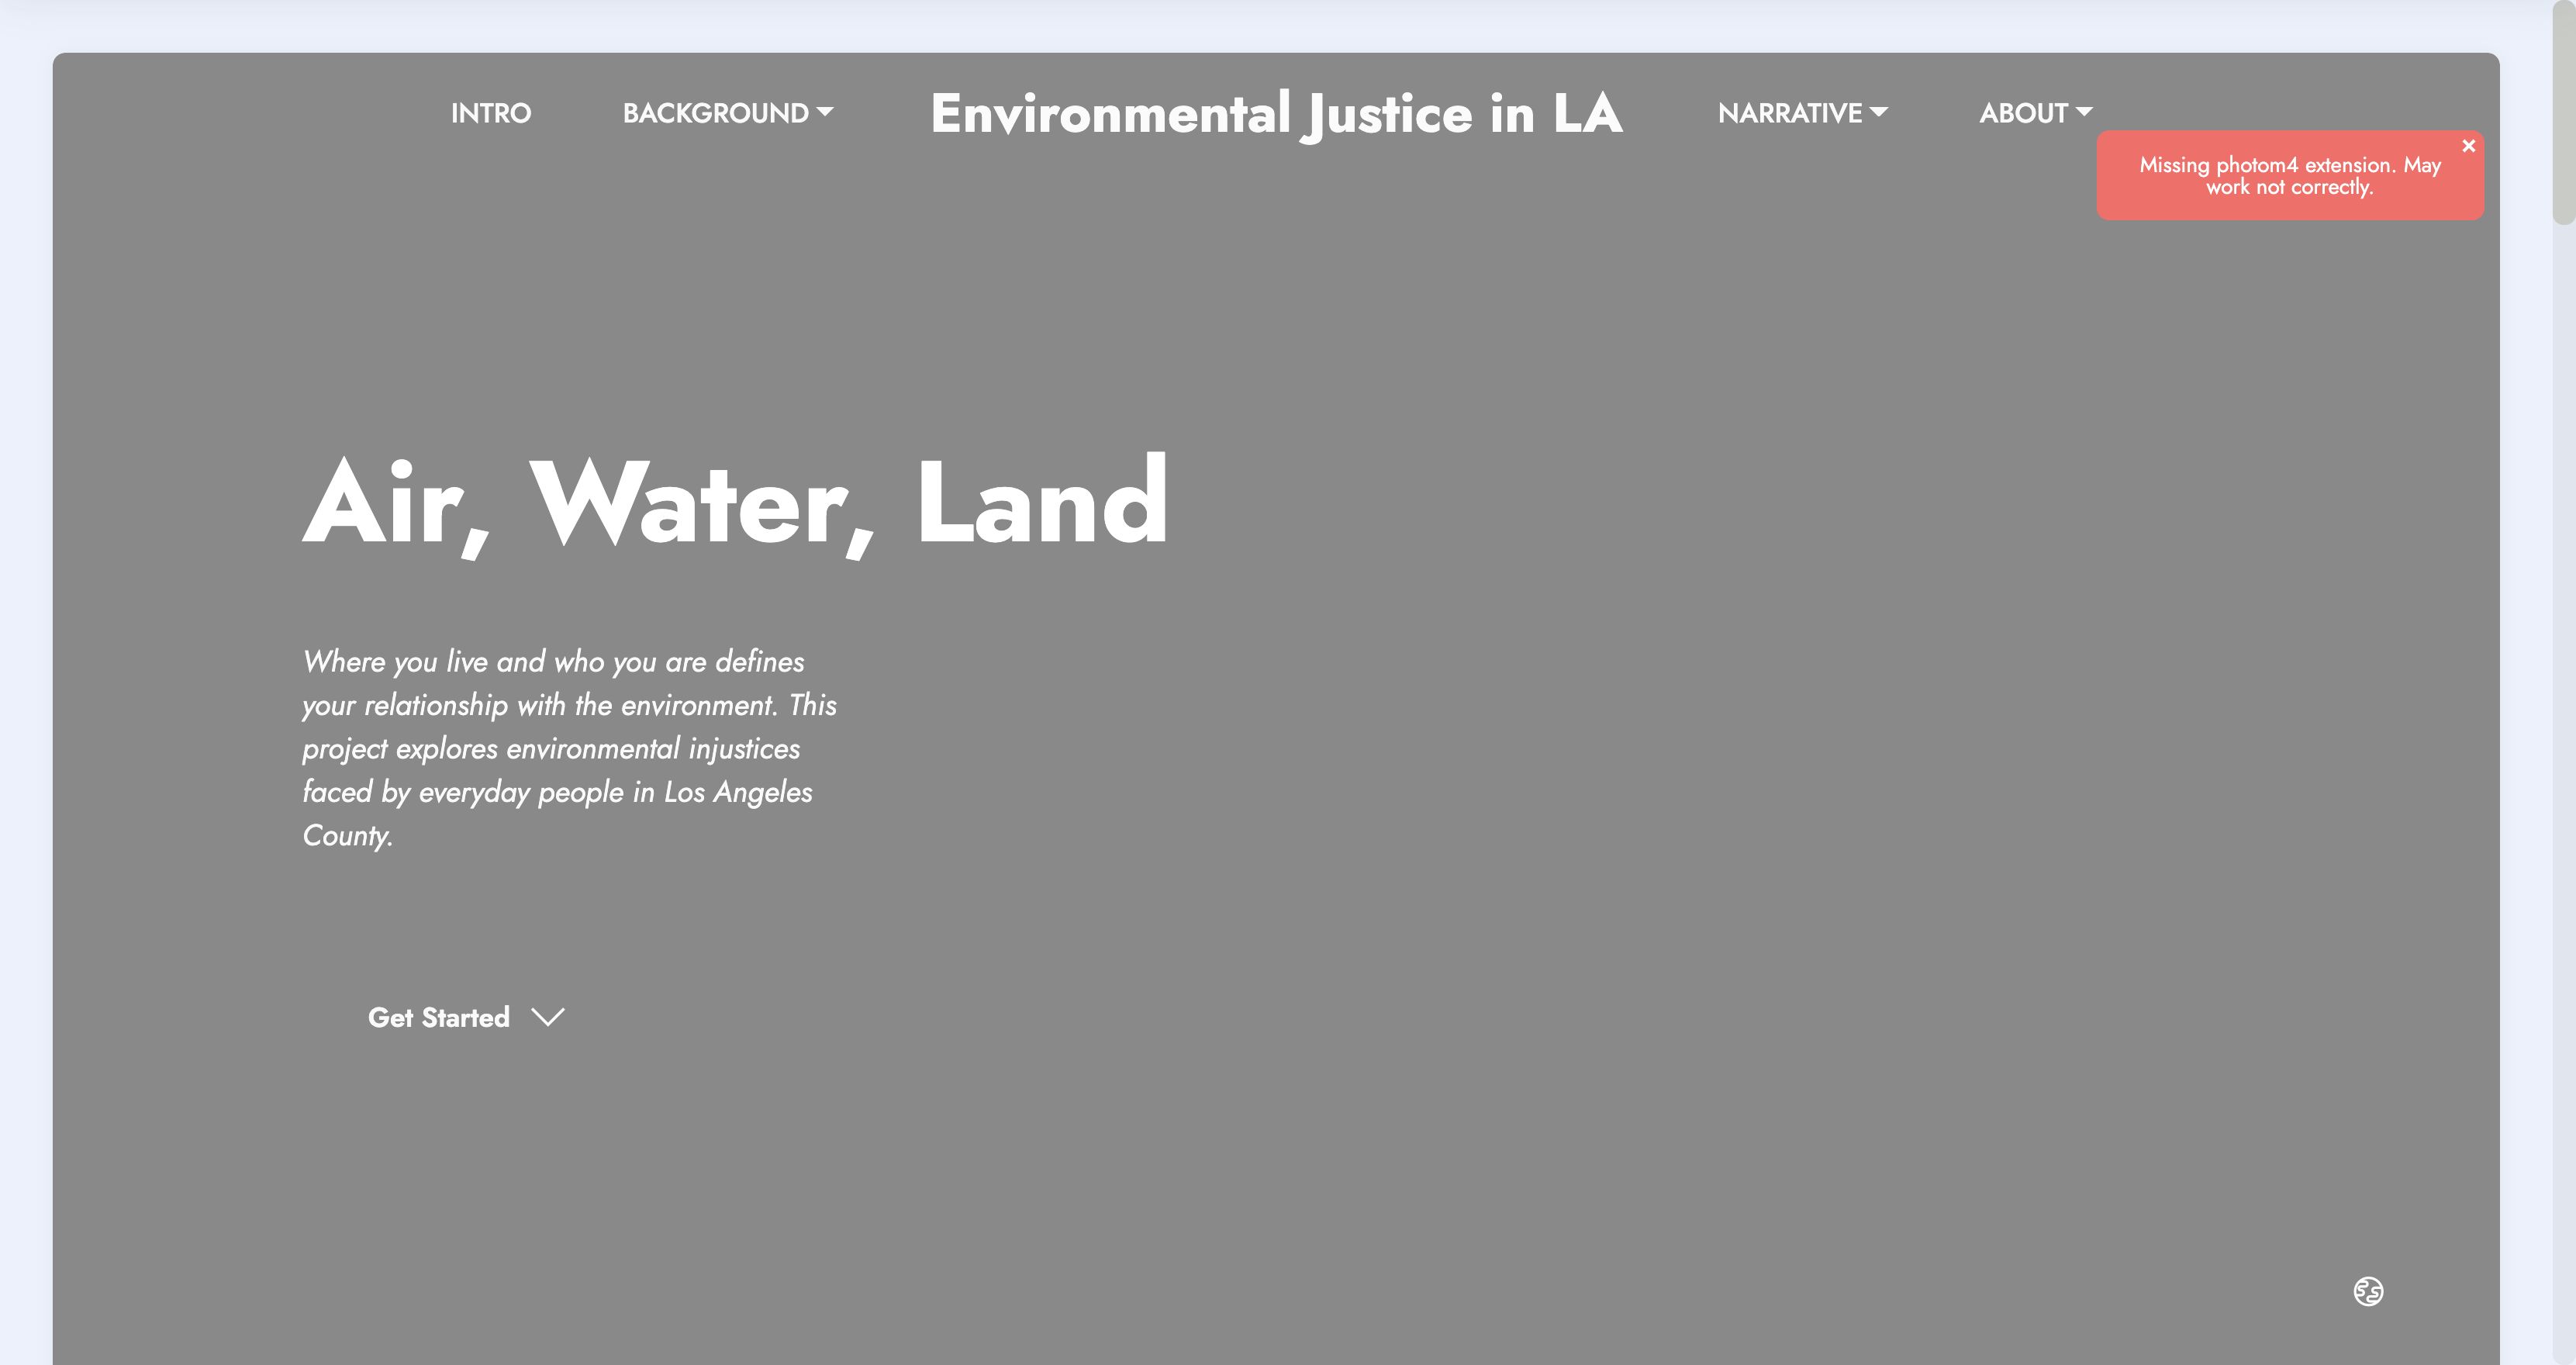 INTRO
BACKGROUND
Environmental Justice in LA
NARRATIVE
ABOUT
Missing photom4 extension. May
work not correctly.
Air, Water, Land
Where you live and who you are defines
your relationship with the environment. This
project explores environmental injustices
faced by everyday people in Los Angeles
County.
Get Started